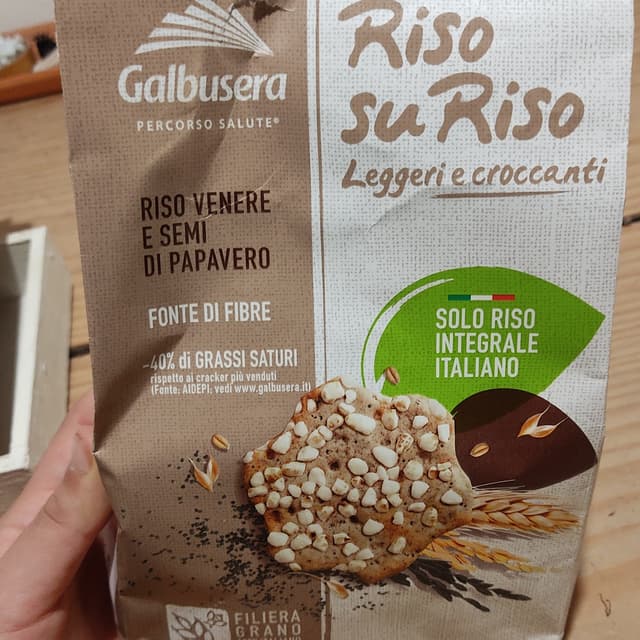 Galbusera
PERCORSO SALUTE®
Riso
su Riso
Leggeri e croccanti
RISO VENERE
E SEMI
DI PAPAVERO
FONTE DI FIBRE
-40% di GRASSI SATURI
rispetto ai cracker più venduti
(Fonte: AIDEPI; vedi www.galbusera.it)
SOLO RISO
INTEGRALE
ITALIANO
FILIERA
GRANO